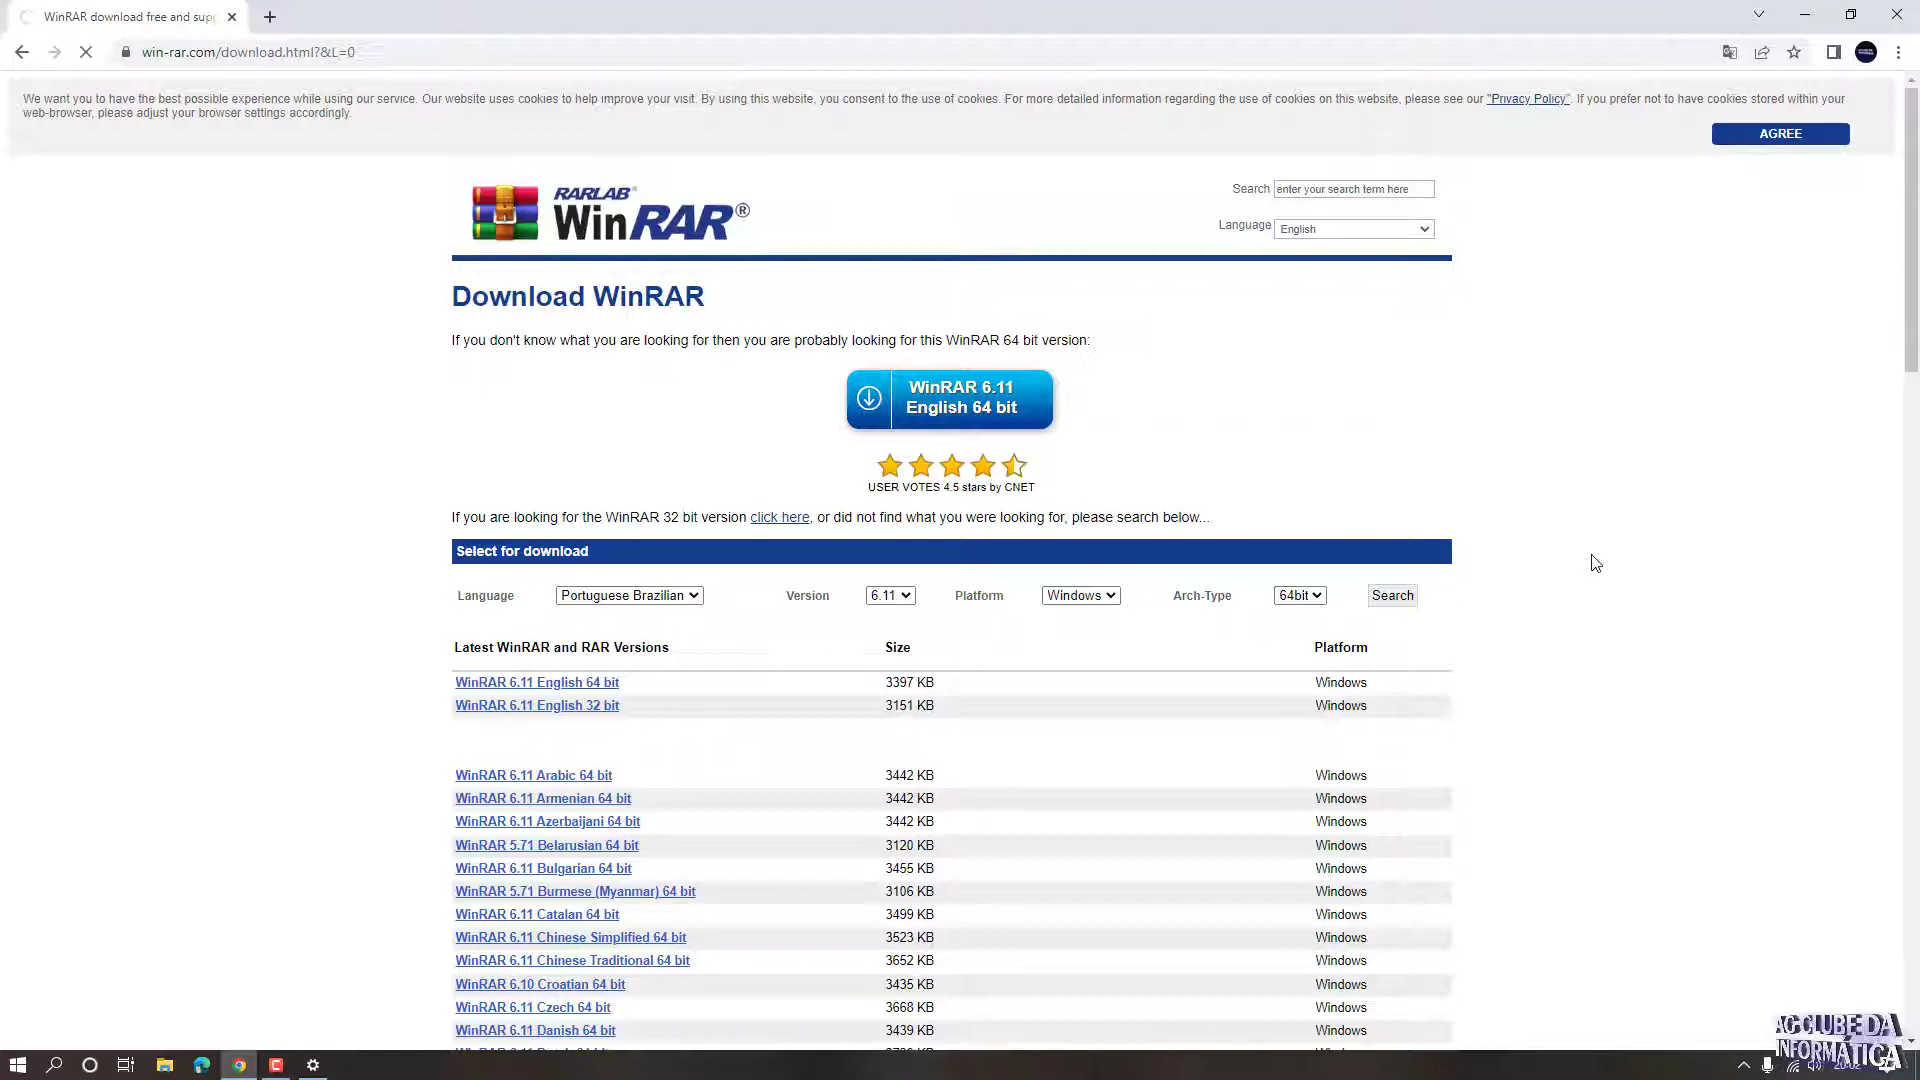 WinRAR download free and supp
win-rar.com/download.html?&L=0
We want you to have the best possible experience while using our service. Our website uses cookies to help improve your visit. By using this website, you consent to the use of cookies. For more detailed information regarding the use of cookies on this website, please see our "Privacy Policy". If you prefer not to have cookies stored within your
web-browser, please adjust your browser settings accordingly.
AGREE
RARLAB®
WinRAR®
Search enter your search term here
Language English
Download WinRAR
If you don't know what you are looking for then you are probably looking for this WinRAR 64 bit version:
WinRAR 6.11
English 64 bit
USER VOTES 4.5 stars by CNET
If you are looking for the WinRAR 32 bit version click here, or did not find what you were looking for, please search below...
Select for download
Language Portuguese Brazilian Version 6.11 Platform Windows Arch-Type 64bit Search
Latest WinRAR and RAR Versions Size Platform
WinRAR 6.11 English 64 bit 3397 KB Windows
WinRAR 6.11 English 32 bit 3151 KB Windows
WinRAR 6.11 Arabic 64 bit 3442 KB Windows
WinRAR 6.11 Armenian 64 bit 3442 KB Windows
WinRAR 6.11 Azerbaijani 64 bit 3442 KB Windows
WinRAR 5.71 Belarusian 64 bit 3120 KB Windows
WinRAR 6.11 Bulgarian 64 bit 3455 KB Windows
WinRAR 5.71 Burmese (Myanmar) 64 bit 3106 KB Windows
WinRAR 6.11 Catalan 64 bit 3499 KB Windows
WinRAR 6.11 Chinese Simplified 64 bit 3523 KB Windows
WinRAR 6.11 Chinese Traditional 64 bit 3652 KB Windows
WinRAR 6.10 Croatian 64 bit 3435 KB Windows
WinRAR 6.11 Czech 64 bit 3668 KB Windows
WinRAR 6.11 Danish 64 bit 3439 KB Windows
AGCLUBE DA
INFORMATICA
20:02